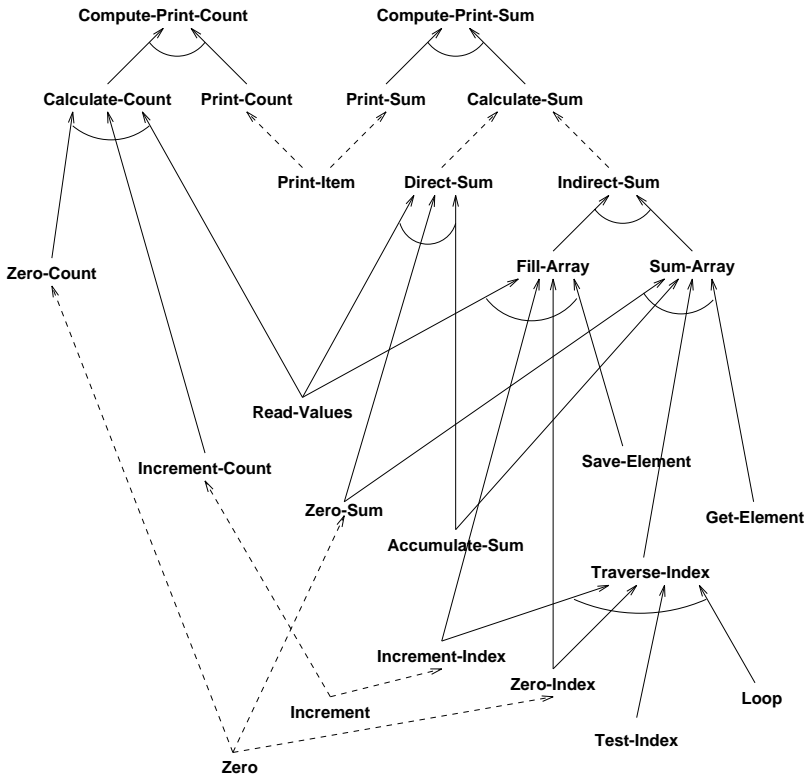 Compute-Print-Count
Compute-Print-Sum
Calculate-Count
Print-Count
Print-Sum
Calculate-Sum
Print-Item
Direct-Sum
Indirect-Sum
Zero-Count
Fill-Array
Sum-Array
Read-Values
Increment-Count
Save-Element
Zero-Sum
Get-Element
Accumulate-Sum
Traverse-Index
Increment-Index
Zero-Index
Loop
Increment
Test-Index
Zero